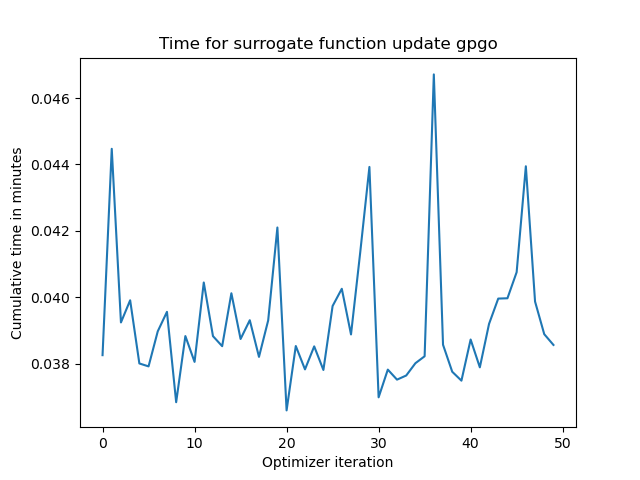 Time for surrogate function update gpgo
Cumulative time in minutes
0.046
0.044
0.042
0.040
0.038
0 10 20 30 40 50
Optimizer iteration